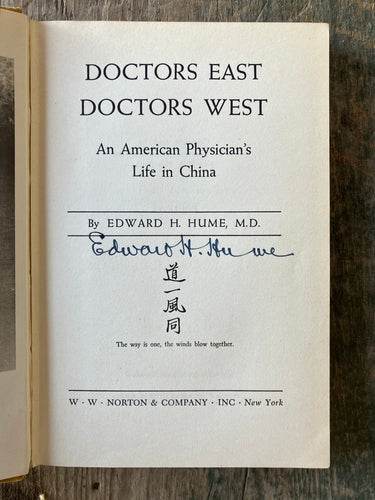 DOCTORS EAST
DOCTORS WEST
An American Physician's
Life in China
By EDWARD H. HUME, M.D.
Edward H. Hume
道一風同
The way is one, the winds blow together.
W · W · NORTON & COMPANY · INC · New York